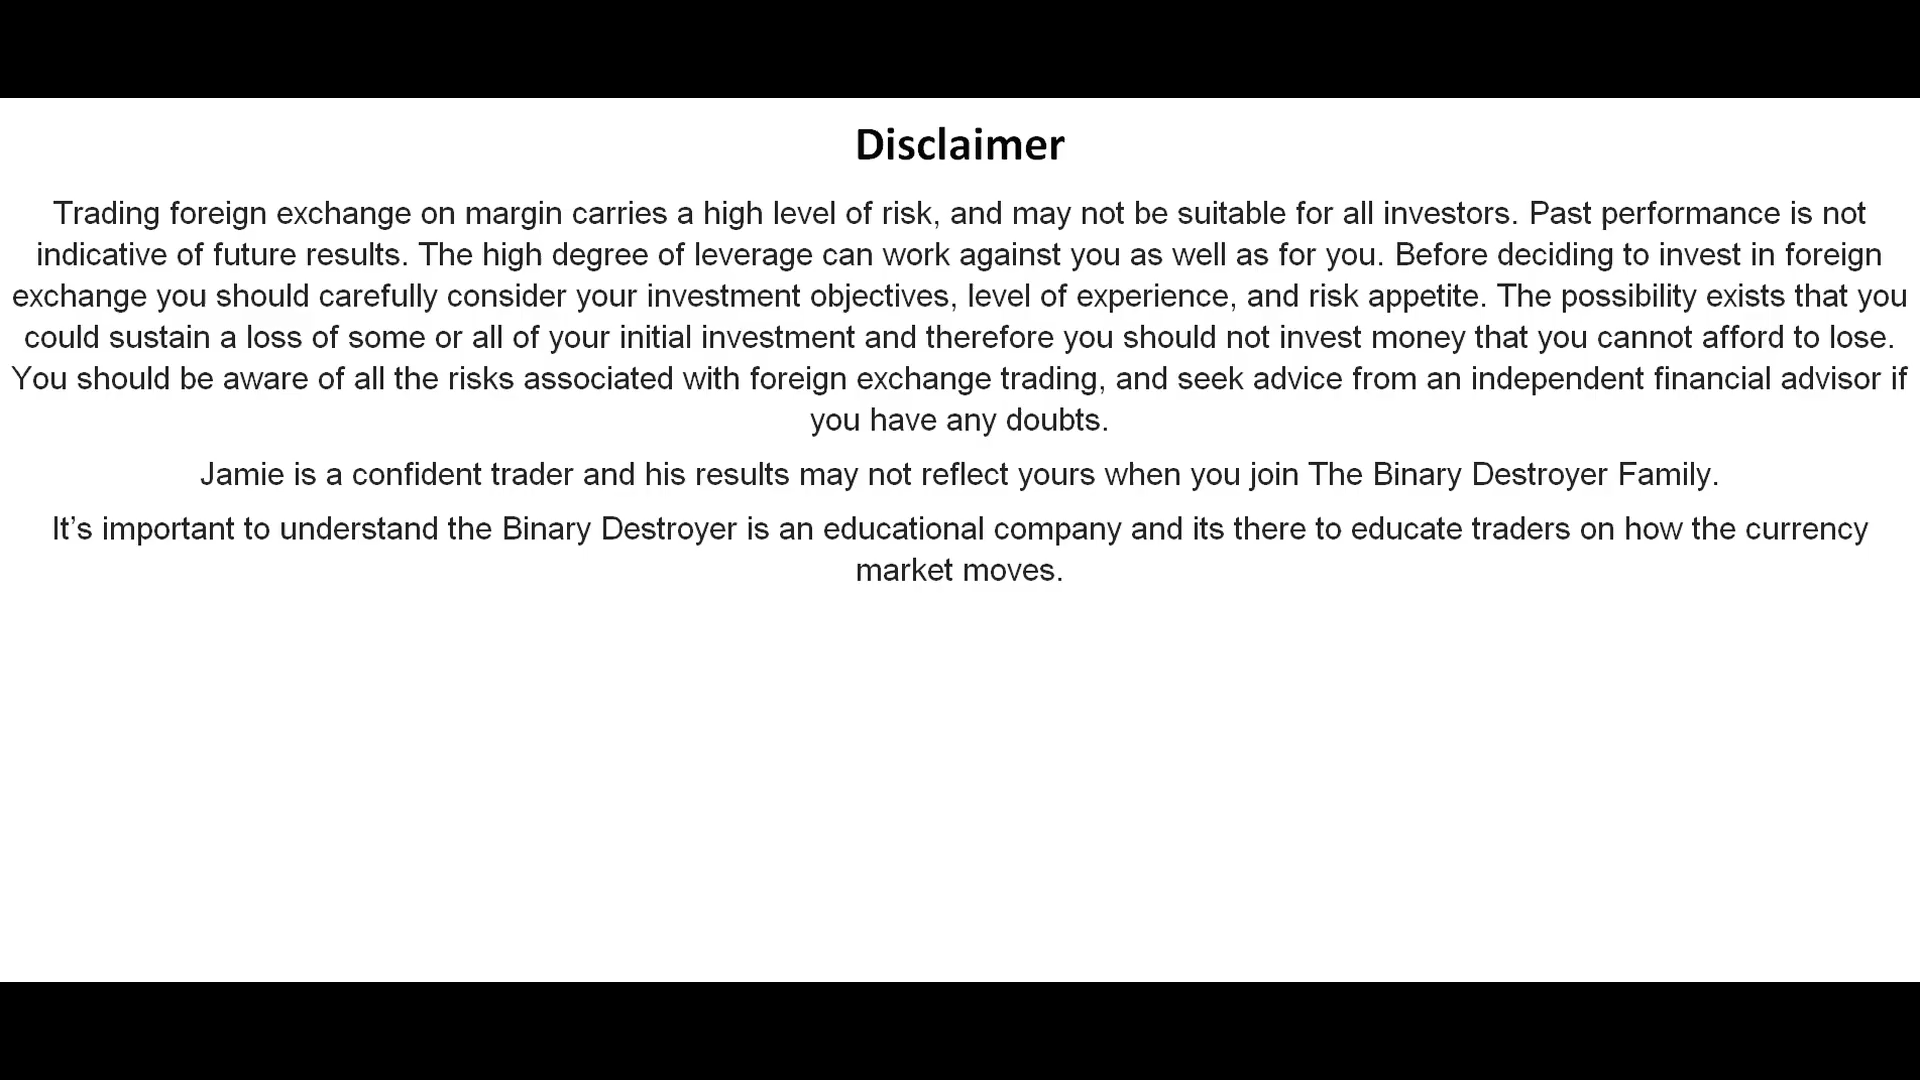 Disclaimer
Trading foreign exchange on margin carries a high level of risk, and may not be suitable for all investors. Past performance is not
indicative of future results. The high degree of leverage can work against you as well as for you. Before deciding to invest in foreign
exchange you should carefully consider your investment objectives, level of experience, and risk appetite. The possibility exists that you
could sustain a loss of some or all of your initial investment and therefore you should not invest money that you cannot afford to lose.
You should be aware of all the risks associated with foreign exchange trading, and seek advice from an independent financial advisor if
you have any doubts.
Jamie is a confident trader and his results may not reflect yours when you join The Binary Destroyer Family.
It’s important to understand the Binary Destroyer is an educational company and its there to educate traders on how the currency
market moves.